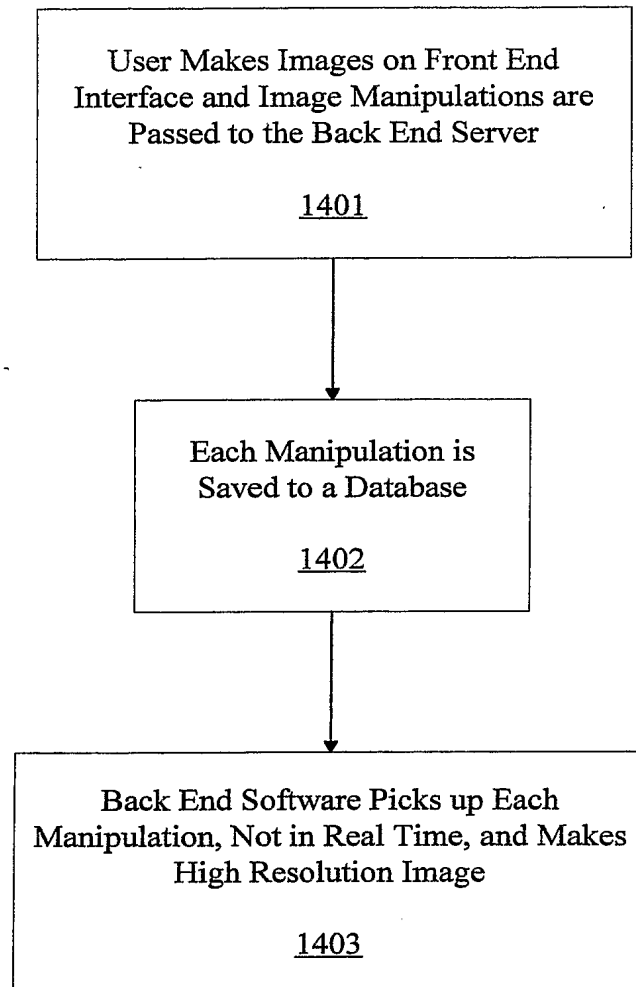 User Makes Images on Front End
Interface and Image Manipulations are
Passed to the Back End Server
1401
Each Manipulation is
Saved to a Database
1402
Back End Software Picks up Each
Manipulation, Not in Real Time, and Makes
High Resolution Image
1403